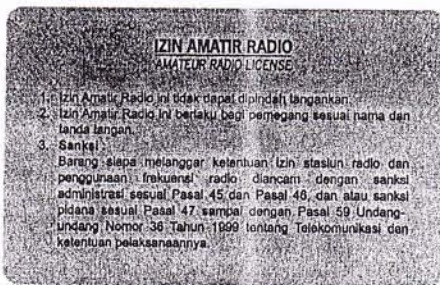 IZIN AMATIR RADIO
AMATEUR RADIO LICENSE
1. Izin Amatir Radio ini tidak dapat dipindah tangankan.
2. Izin Amatir Radio ini berlaku bagi pemegang sesuai nama dan
tanda tangan.
3. Sanksi :
Barang siapa melanggar ketentuan izin stasiun radio dan
penggunaan frekuensi radio diancam dengan sanksi
administrasi sesuai Pasal 45 dan Pasal 46, dan atau sanksi
pidana sesuai Pasal 47 sampai dengan Pasal 59 Undang-
undang Nomor 36 Tahun 1999 tentang Telekomunikasi dan
ketentuan pelaksanaannya.